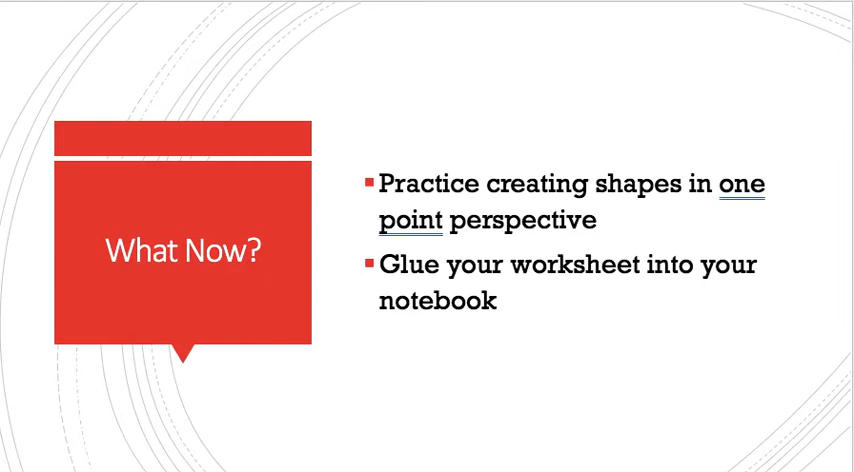 What Now?
Practice creating shapes in one
point perspective
Glue your worksheet into your
notebook